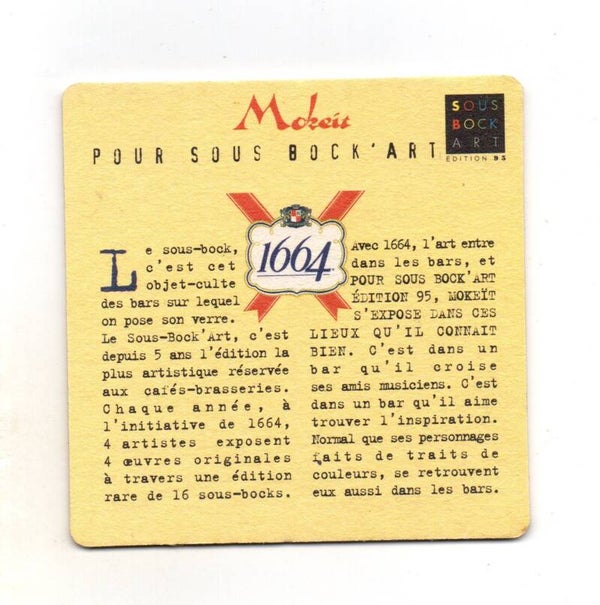 Mokeït
POUR SOUS BOCK'ART
SOUS
BOCK
ART
ÉDITION 95
1664
Le sous-bock,
c'est cet
objet-culte
des bars sur lequel
on pose son verre.
Le Sous-Bock'Art, c'est
depuis 5 ans l'édition la
plus artistique réservée
aux cafés-brasseries.
Chaque année, à
l'initiative de 1664,
4 artistes exposent
4 œuvres originales
à travers une édition
rare de 16 sous-bocks.
Avec 1664, l'art entre
dans les bars, et
POUR SOUS BOCK'ART
ÉDITION 95, MOKEÏT
S'EXPOSE DANS CES
LIEUX QU'IL CONNAIT
BIEN. C'est dans un
bar qu'il croise
ses amis musiciens. C'est
dans un bar qu'il aime
trouver l'inspiration.
Normal que ses personnages
faits de traits de
couleurs, se retrouvent
eux aussi dans les bars.